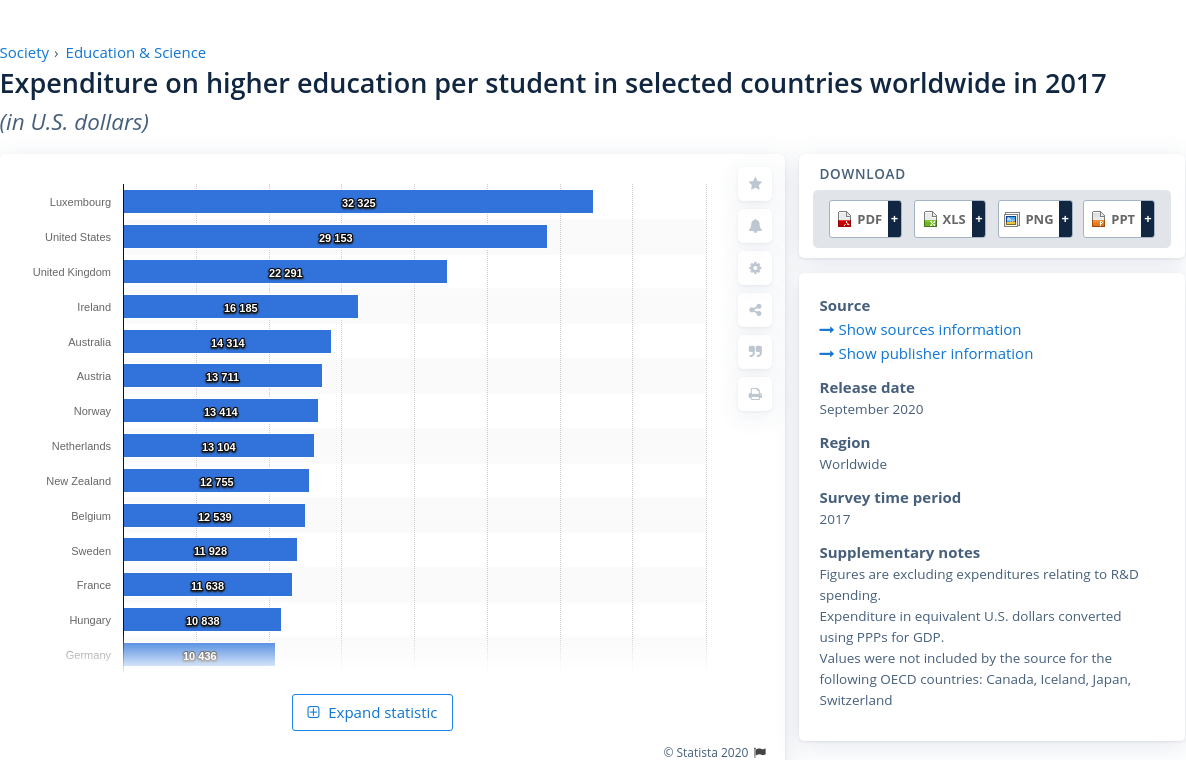 Society › Education & Science
Expenditure on higher education per student in selected countries worldwide in 2017
(in U.S. dollars)
Luxembourg 32 325
United States 29 153
United Kingdom 22 291
Ireland 16 185
Australia 14 314
Austria 13 711
Norway 13 414
Netherlands 13 104
New Zealand 12 755
Belgium 12 539
Sweden 11 928
France 11 638
Hungary 10 838
Germany 10 436
Expand statistic
© Statista 2020
DOWNLOAD
PDF + XLS + PNG + PPT +
Source
Show sources information
Show publisher information
Release date
September 2020
Region
Worldwide
Survey time period
2017
Supplementary notes
Figures are excluding expenditures relating to R&D
spending.
Expenditure in equivalent U.S. dollars converted
using PPPs for GDP.
Values were not included by the source for the
following OECD countries: Canada, Iceland, Japan,
Switzerland